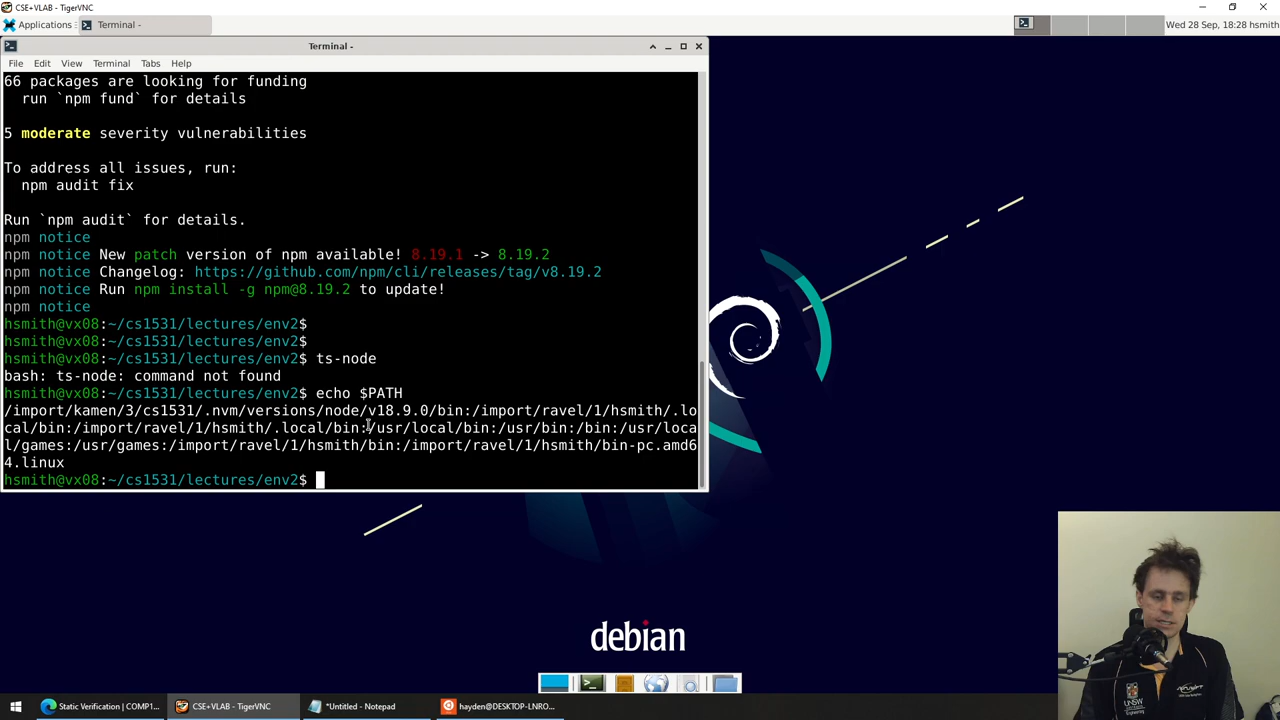 CSE+VLAB - TigerVNC
Applications
Terminal -
Wed 28 Sep, 18:28 hsmith
Terminal -
File Edit View Terminal Tabs Help
66 packages are looking for funding
run `npm fund` for details
5 moderate severity vulnerabilities
To address all issues, run:
npm audit fix
Run `npm audit` for details.
npm notice
npm notice New patch version of npm available! 8.19.1 -> 8.19.2
npm notice Changelog: https://github.com/npm/cli/releases/tag/v8.19.2
npm notice Run npm install -g npm@8.19.2 to update!
npm notice
hsmith@vx08:~/cs1531/lectures/env2$
hsmith@vx08:~/cs1531/lectures/env2$
hsmith@vx08:~/cs1531/lectures/env2$ ts-node
bash: ts-node: command not found
hsmith@vx08:~/cs1531/lectures/env2$ echo $PATH
/import/kamen/3/cs1531/.nvm/versions/node/v18.9.0/bin:/import/ravel/1/hsmith/.lo
cal/bin:/import/ravel/1/hsmith/.local/bin:/usr/local/bin:/usr/bin:/bin:/usr/loca
l/games:/usr/games:/import/ravel/1/hsmith/bin:/import/ravel/1/hsmith/bin-pc.amd6
4.linux
hsmith@vx08:~/cs1531/lectures/env2$
debian
Static Verification | COMP1...
CSE+VLAB - TigerVNC
*Untitled - Notepad
hayden@DESKTOP-LNRO...
UNSW